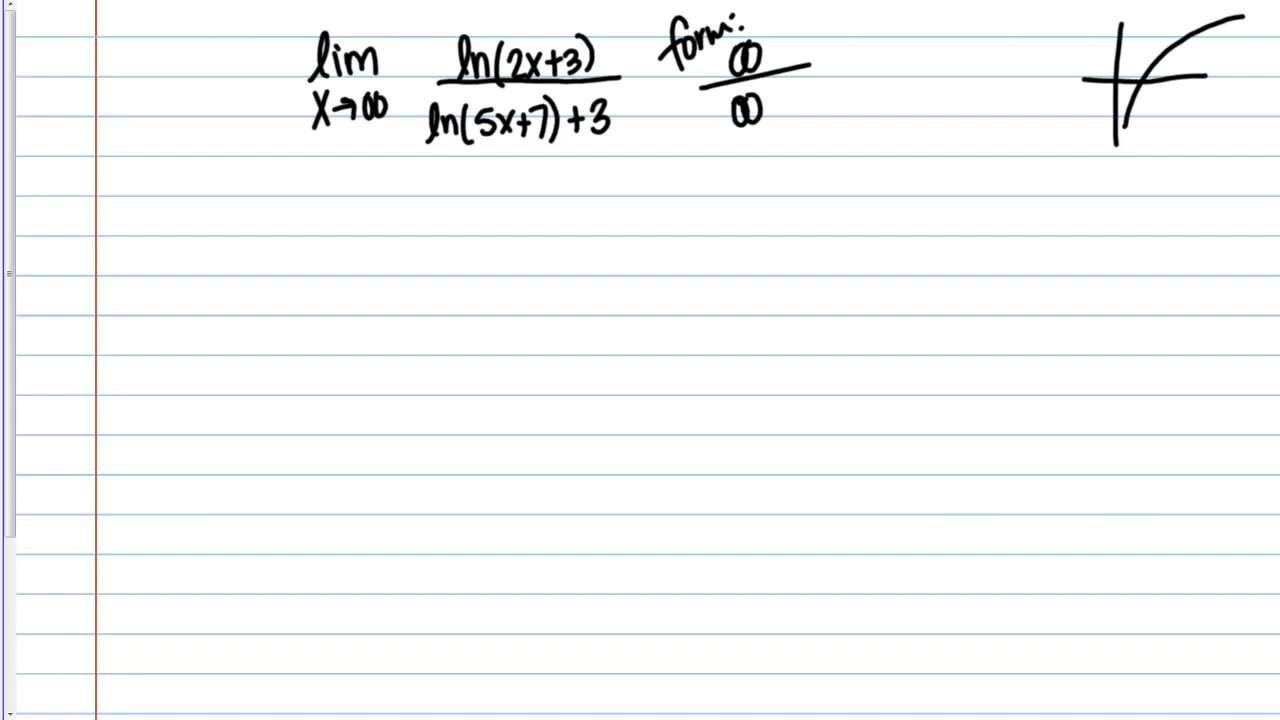 lim ln(2x+3) form: ∞
x→∞ ln(5x+7)+3 ∞